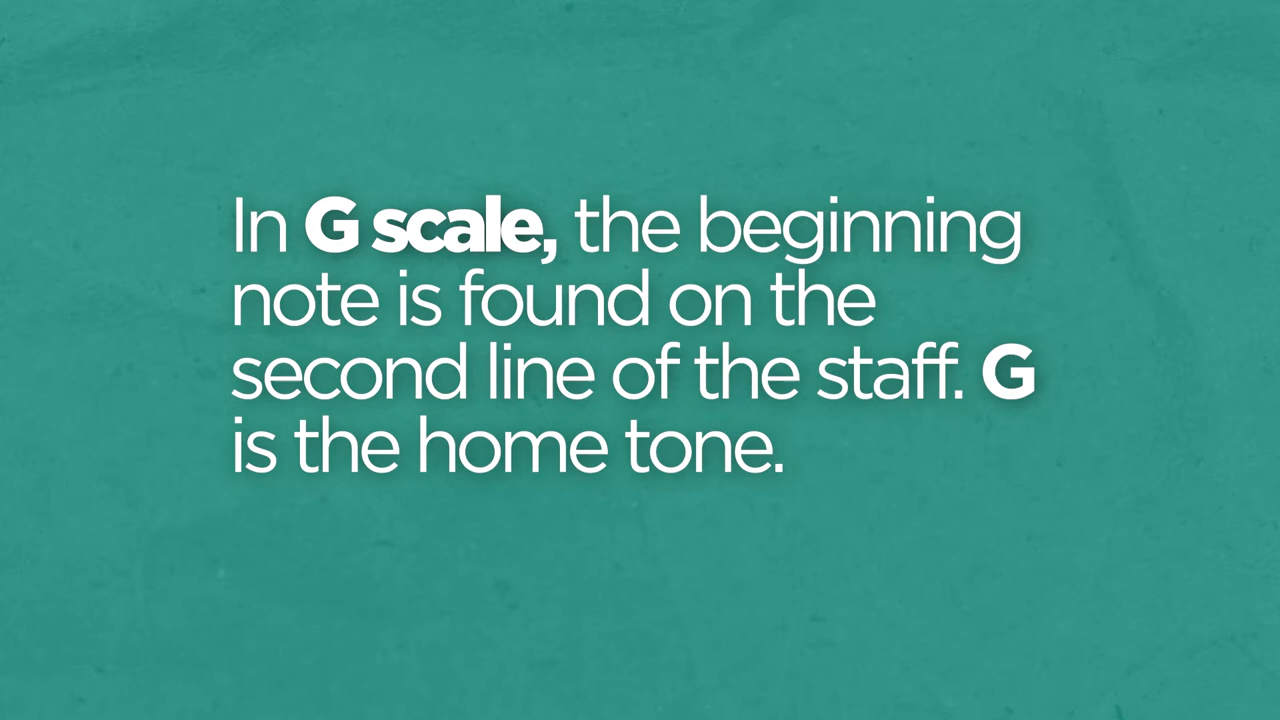 In G scale, the beginning
note is found on the
second line of the staff. G
is the home tone.